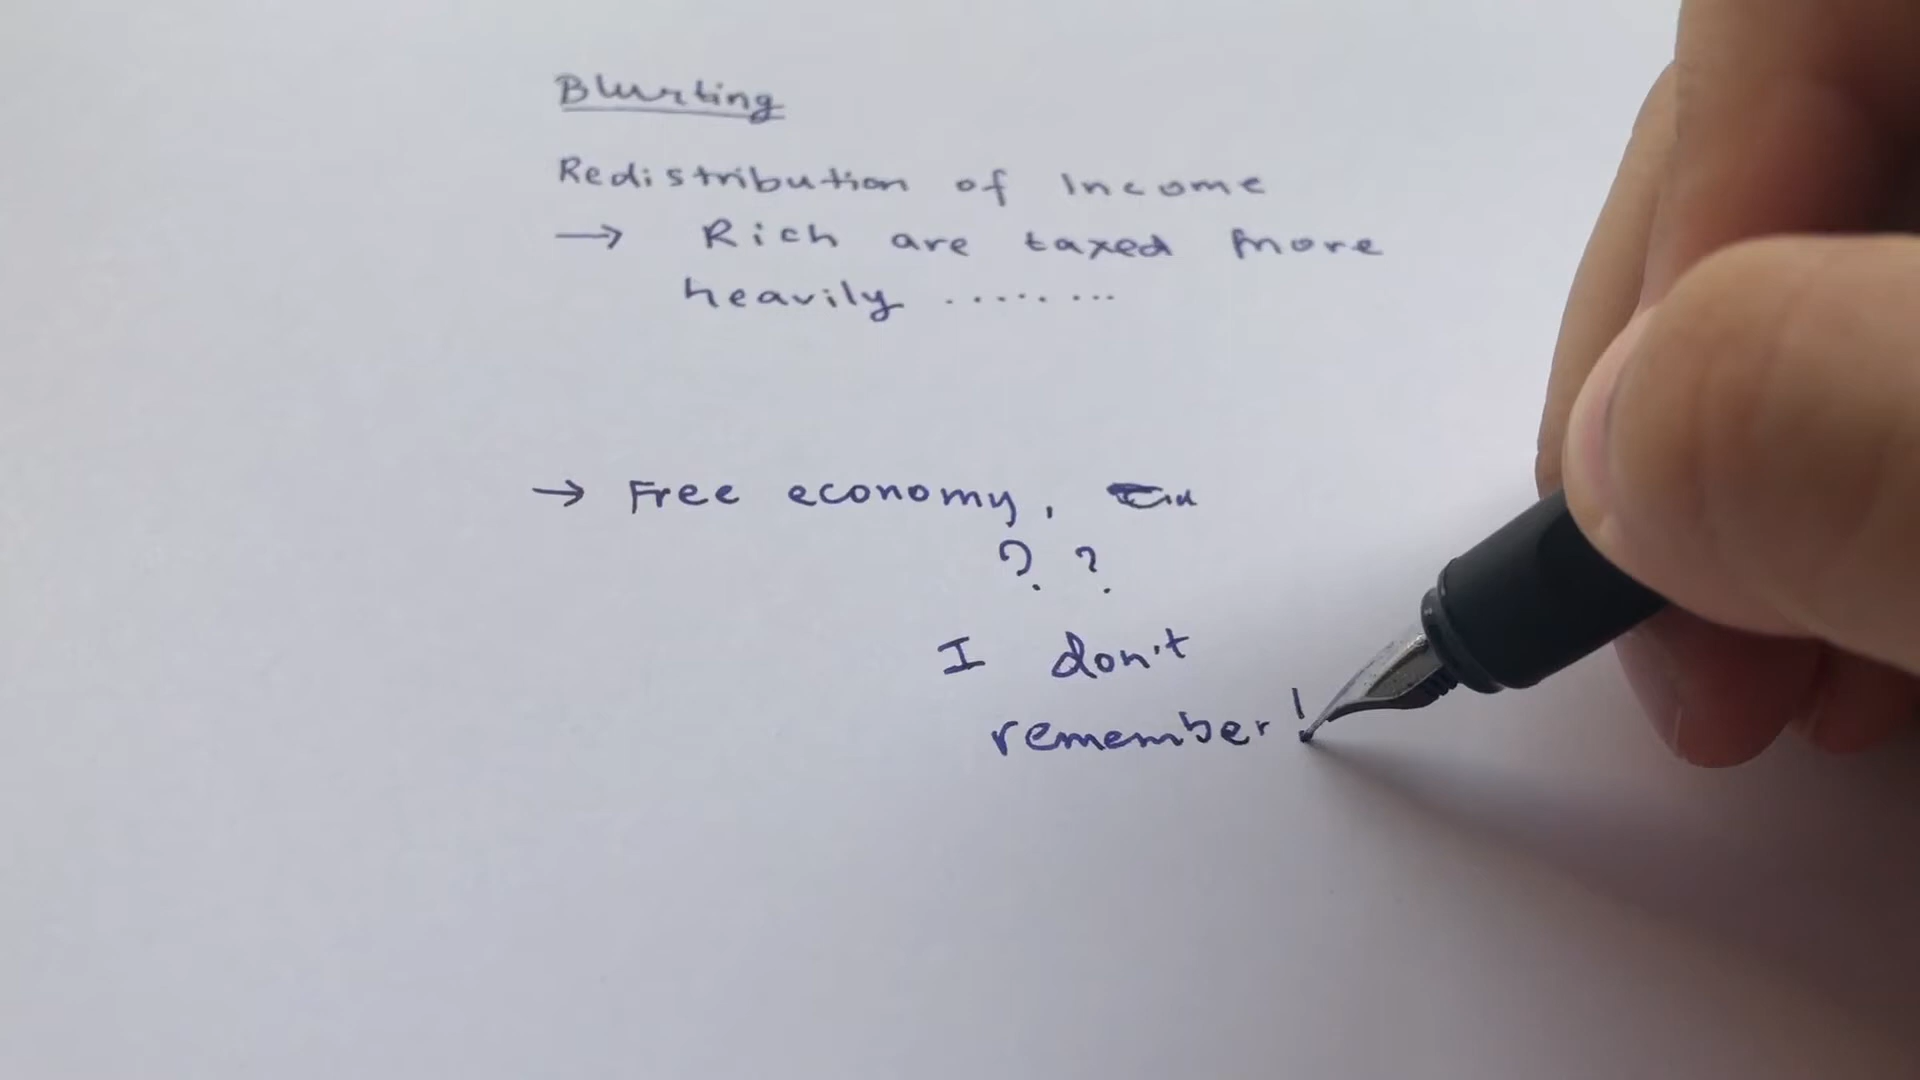 Blurting
Redistribution of Income
→ Rich are taxed more
heavily ........
→ Free economy,
? ?
I don't
remember!